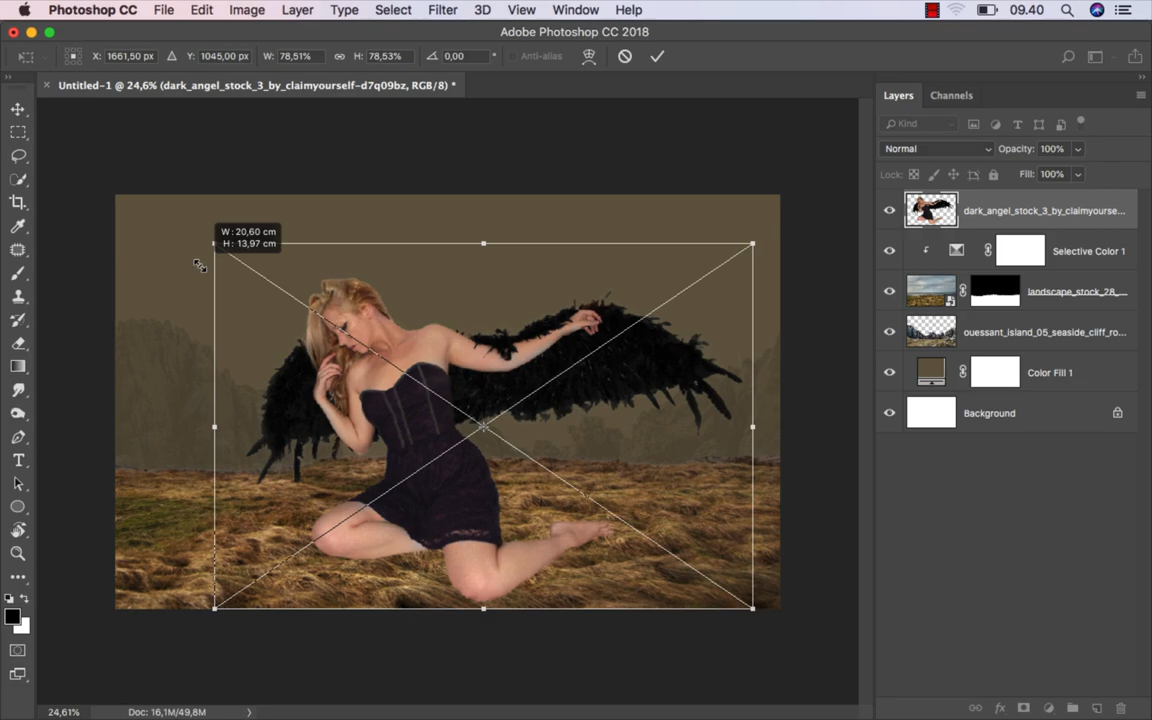 Photoshop CC File Edit Image Layer Type Select Filter 3D View Window Help 09.40
Adobe Photoshop CC 2018
X: 1661,50 px Y: 1045,00 px W: 78,51% H: 78,53% 0,00 ° Anti-alias
× Untitled-1 @ 24,6% (dark_angel_stock_3_by_claimyourself-d7q09bz, RGB/8) *
Layers Channels
Kind
Normal Opacity: 100%
Lock: Fill: 100%
dark_angel_stock_3_by_claimyourse...
W: 20,60 cm
H: 13,97 cm
Selective Color 1
landscape_stock_28_...
ouessant_island_05_seaside_cliff_ro...
Color Fill 1
Background
24,61% Doc: 16,1M/49,8M